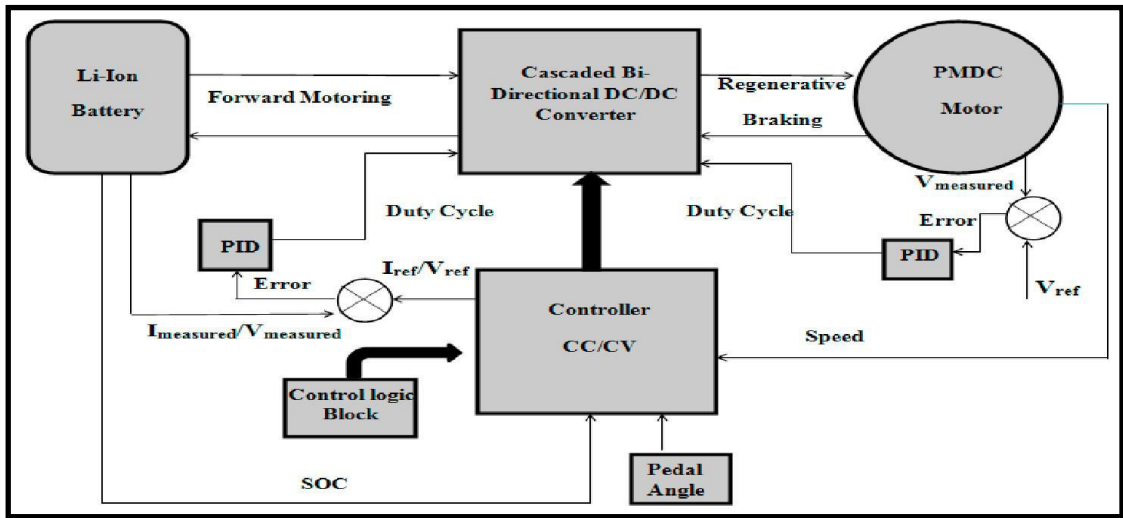 Li-Ion
Battery
Forward Motoring
Cascaded Bi-
Directional DC/DC
Converter
Regenerative
Braking
PMDC
Motor
Vmeasured
Duty Cycle
Duty Cycle
Error
PID
PID
Vref
Error
Iref/Vref
Imeasured/Vmeasured
Controller
CC/CV
Speed
Control logic
Block
SOC
Pedal
Angle